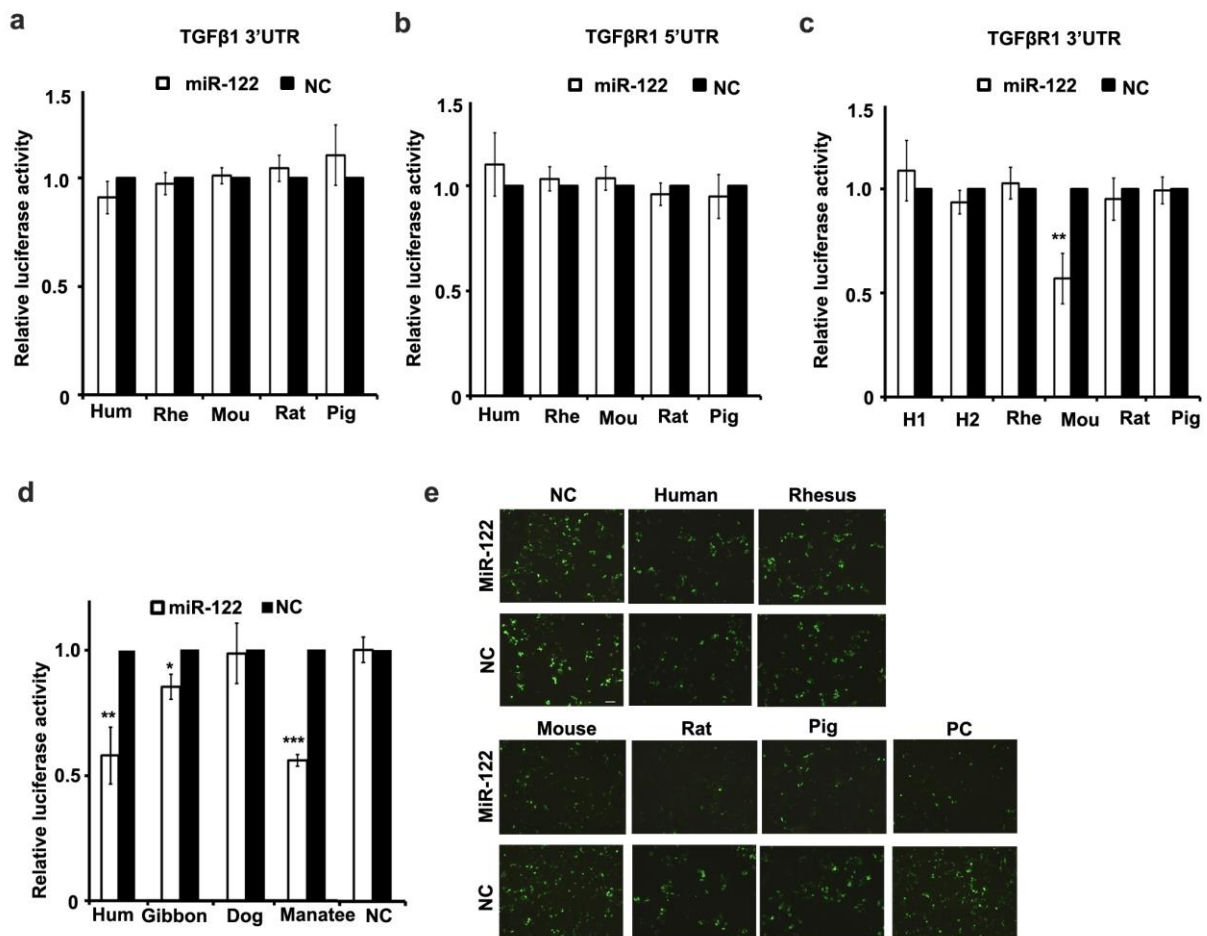 a
TGFβ1 3'UTR
miR-122 NC
Relative luciferase activity
1.5
1.0
0.5
0
Hum Rhe Mou Rat Pig
b
TGFβR1 5'UTR
miR-122 NC
Relative luciferase activity
1.5
1.0
0.5
0
Hum Rhe Mou Rat Pig
c
TGFβR1 3'UTR
miR-122 NC
Relative luciferase activity
1.5
1.0
0.5
0
**
H1 H2 Rhe Mou Rat Pig
d
miR-122 NC
Relative luciferase activity
1.0
0.5
0
** * ***
Hum Gibbon Dog Manatee NC
e
NC Human Rhesus
MiR-122
NC
Mouse Rat Pig PC
MiR-122
NC